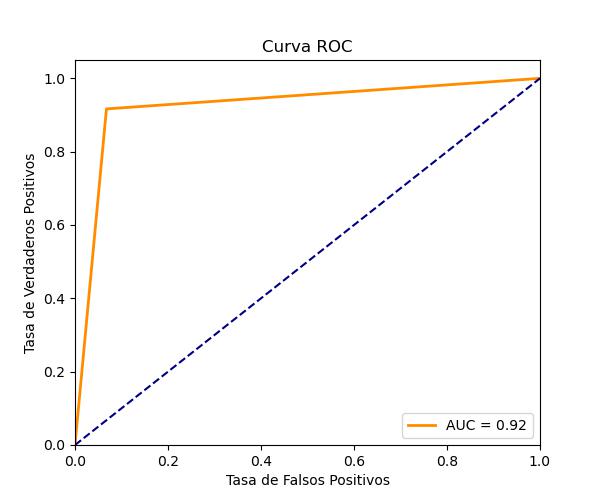 Curva ROC
1.0
0.8
0.6
0.4
0.2
0.0
Tasa de Verdaderos Positivos
AUC = 0.92
0.0 0.2 0.4 0.6 0.8 1.0
Tasa de Falsos Positivos